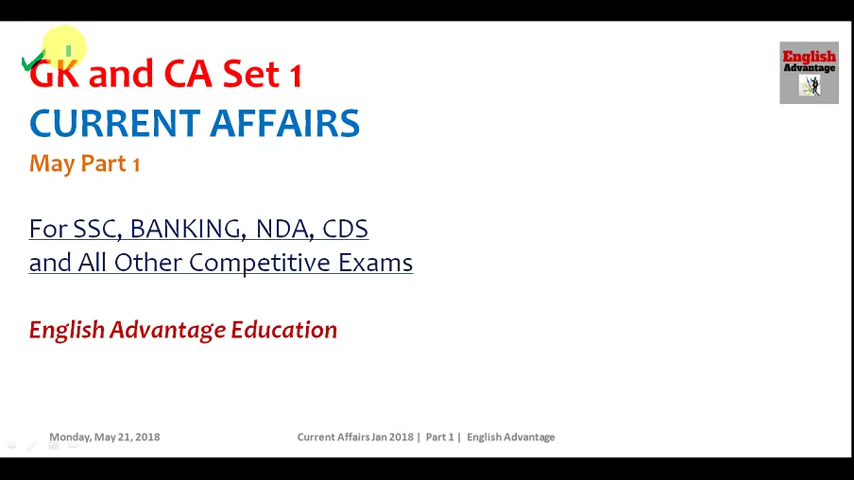 GK and CA Set 1
CURRENT AFFAIRS
May Part 1
For SSC, BANKING, NDA, CDS
and All Other Competitive Exams
English Advantage Education
English
Advantage
Monday, May 21, 2018
Current Affairs Jan 2018 | Part 1 | English Advantage